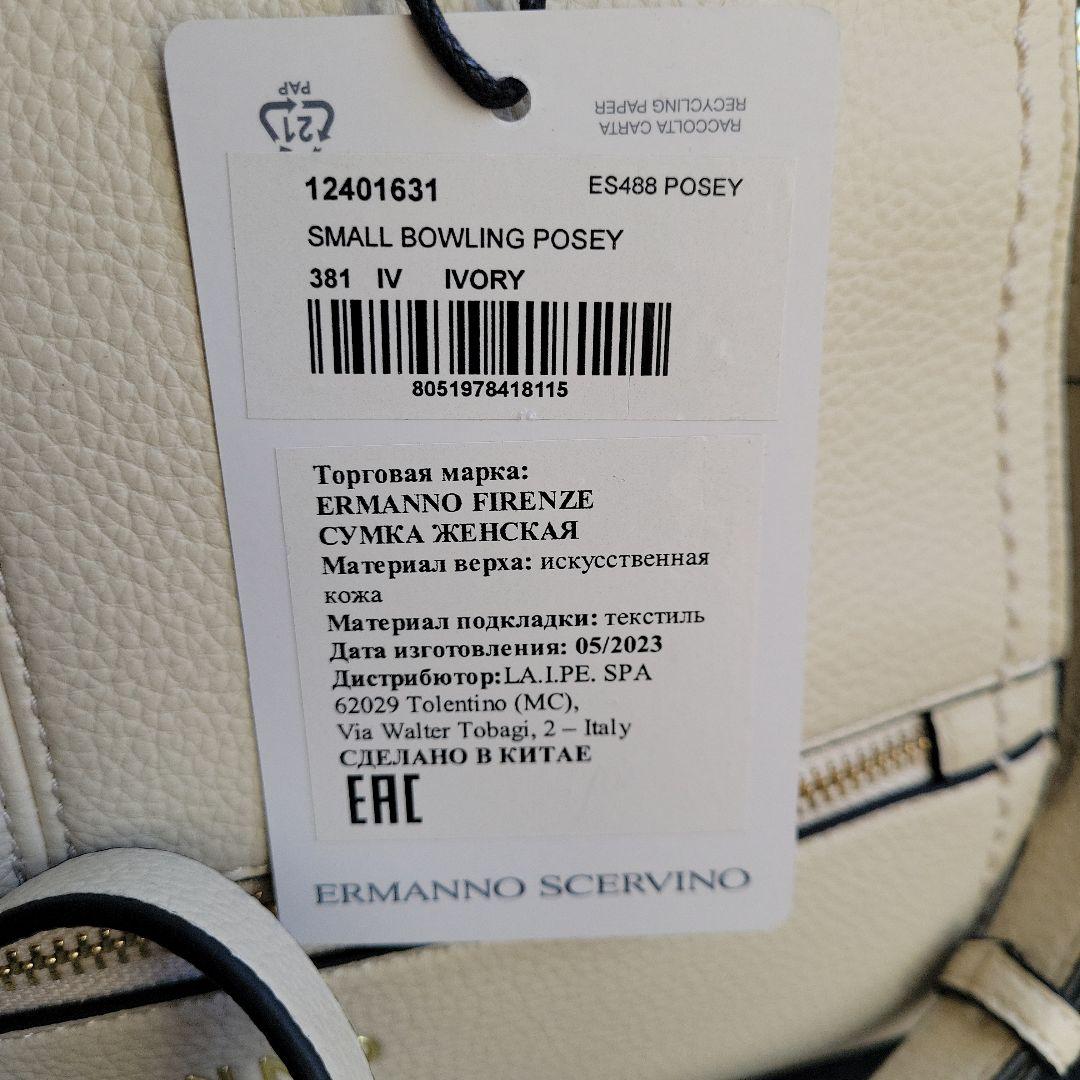 21
PAP
RACCOLTA CARTA
RECYCLING PAPER
12401631 ES488 POSEY
SMALL BOWLING POSEY
381 IV IVORY
8051978418115
Торговая марка:
ERMANNO FIRENZE
СУМКА ЖЕНСКАЯ
Материал верха: искусственная
кожа
Материал подкладки: текстиль
Дата изготовления: 05/2023
Дистрибютор:LA.I.PE. SPA
62029 Tolentino (MC),
Via Walter Tobagi, 2 – Italy
СДЕЛАНО В КИТАЕ
EAC
ERMANNO SCERVINO